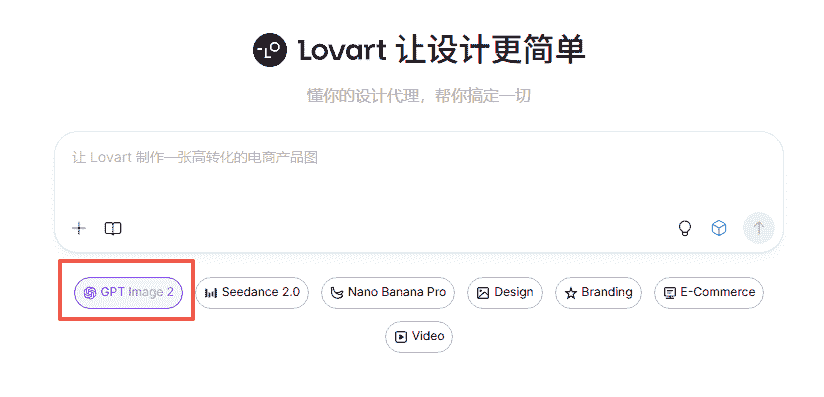 Lovart 让设计更简单
懂你的设计代理，帮你搞定一切
让 Lovart 制作一张高转化的电商产品图
GPT Image 2 Seedance 2.0 Nano Banana Pro Design Branding E-Commerce
Video